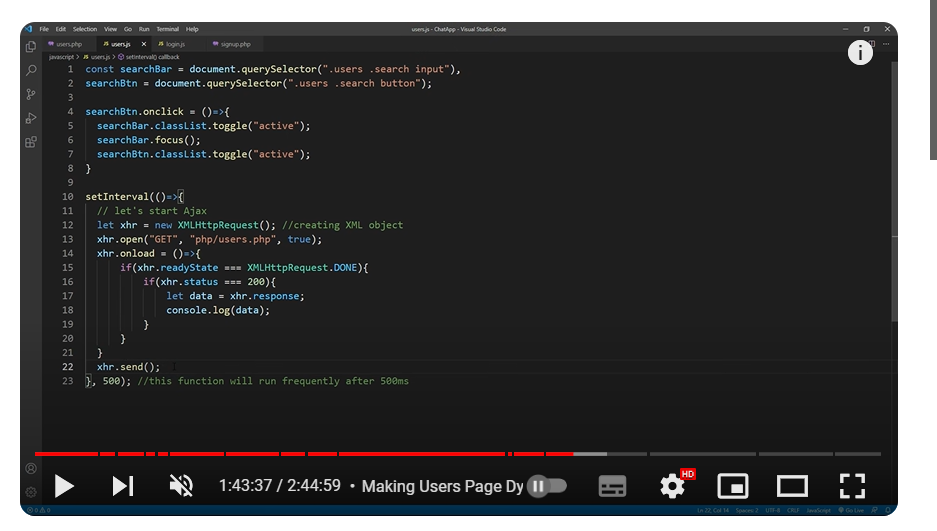 File Edit Selection View Go Run Terminal Help users.js - ChatApp - Visual Studio Code
users.php JS users.js JS login.js signup.php
javascript > JS users.js > setInterval() callback
1 const searchBar = document.querySelector(".users .search input"),
2 searchBtn = document.querySelector(".users .search button");
3
4 searchBtn.onclick = ()=>{
5 searchBar.classList.toggle("active");
6 searchBar.focus();
7 searchBtn.classList.toggle("active");
8 }
9
10 setInterval(()=>{
11 // let's start Ajax
12 let xhr = new XMLHttpRequest(); //creating XML object
13 xhr.open("GET", "php/users.php", true);
14 xhr.onload = ()=>{
15 if(xhr.readyState === XMLHttpRequest.DONE){
16 if(xhr.status === 200){
17 let data = xhr.response;
18 console.log(data);
19 }
20 }
21 }
22 xhr.send();
23 }, 500); //this function will run frequently after 500ms
1:43:37 / 2:44:59 • Making Users Page Dy
HD
Ln 22, Col 14 Spaces: 2 UTF-8 CRLF JavaScript Go Live